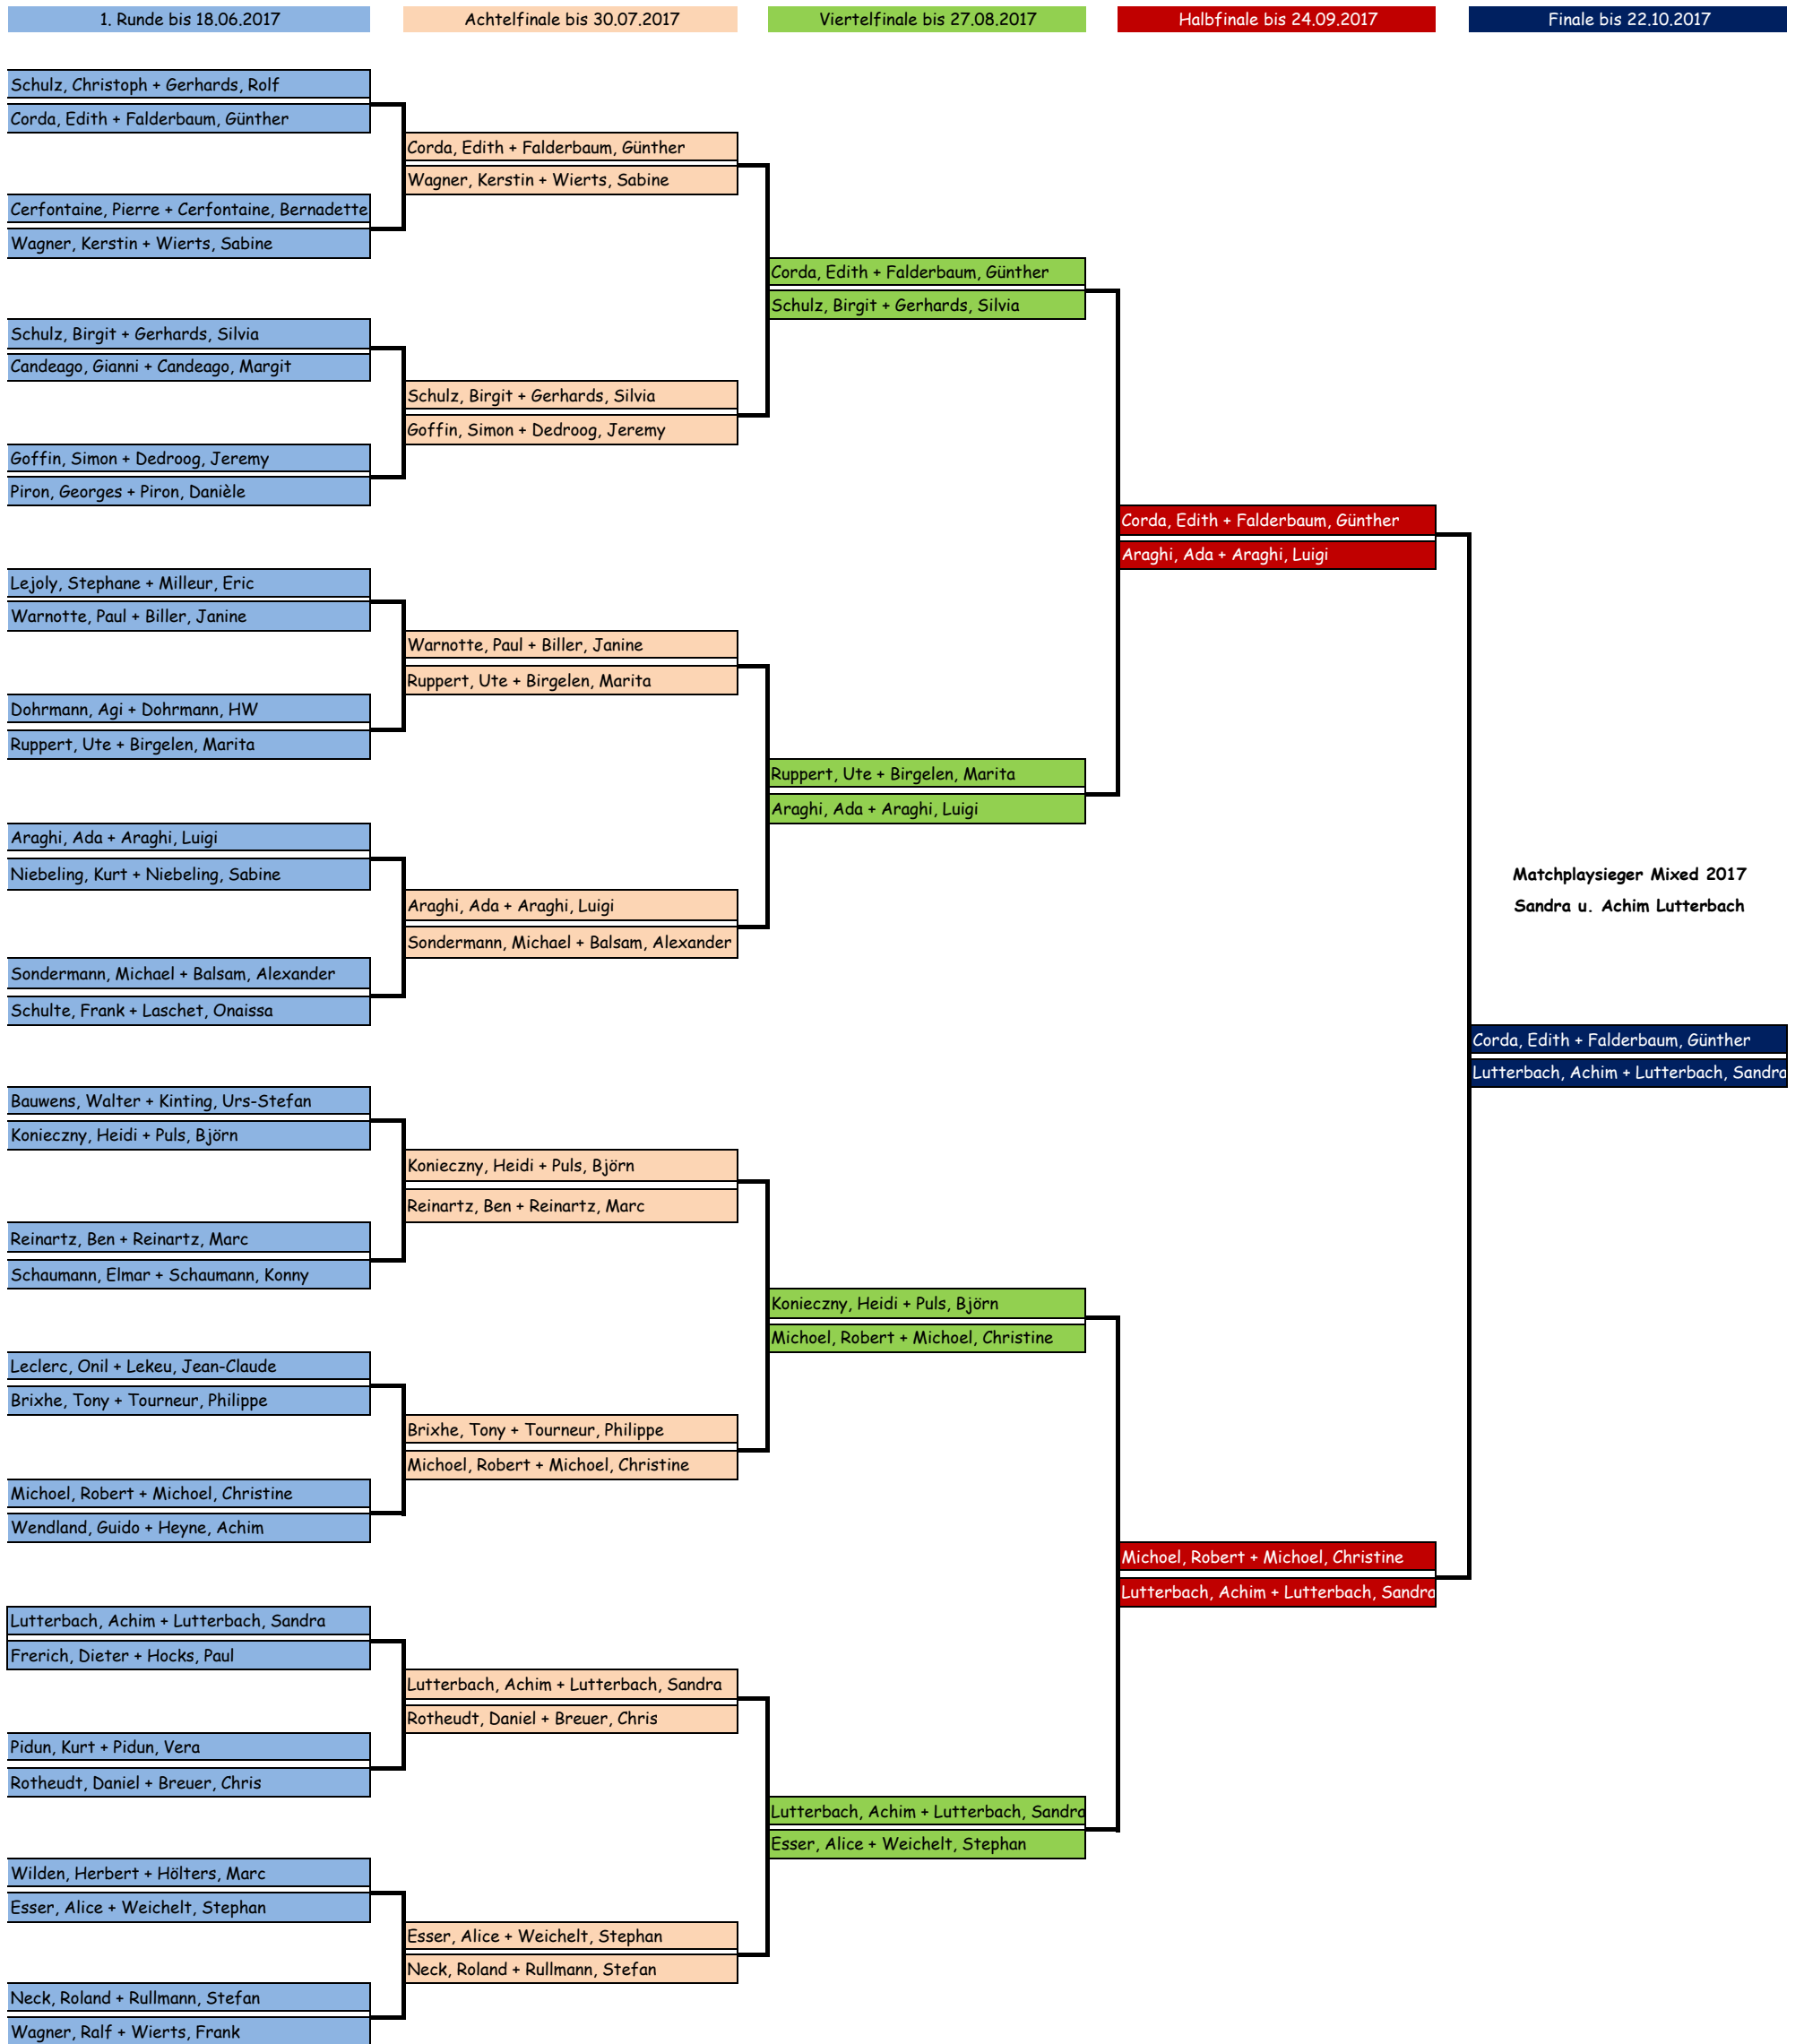 1. Runde bis 18.06.2017
Achtelfinale bis 30.07.2017
Viertelfinale bis 27.08.2017
Halbfinale bis 24.09.2017
Finale bis 22.10.2017
Schulz, Christoph + Gerhards, Rolf
Corda, Edith + Falderbaum, Günther
Cerfontaine, Pierre + Cerfontaine, Bernadette
Wagner, Kerstin + Wierts, Sabine
Schulz, Birgit + Gerhards, Silvia
Candeago, Gianni + Candeago, Margit
Goffin, Simon + Dedroog, Jeremy
Piron, Georges + Piron, Danièle
Lejoly, Stephane + Milleur, Eric
Warnotte, Paul + Biller, Janine
Dohrmann, Agi + Dohrmann, HW
Ruppert, Ute + Birgelen, Marita
Araghi, Ada + Araghi, Luigi
Niebeling, Kurt + Niebeling, Sabine
Sondermann, Michael + Balsam, Alexander
Schulte, Frank + Laschet, Onaissa
Bauwens, Walter + Kinting, Urs-Stefan
Konieczny, Heidi + Puls, Björn
Reinartz, Ben + Reinartz, Marc
Schaumann, Elmar + Schaumann, Konny
Leclerc, Onil + Lekeu, Jean-Claude
Brixhe, Tony + Tourneur, Philippe
Michoel, Robert + Michoel, Christine
Wendland, Guido + Heyne, Achim
Lutterbach, Achim + Lutterbach, Sandra
Frerich, Dieter + Hocks, Paul
Pidun, Kurt + Pidun, Vera
Rotheudt, Daniel + Breuer, Chris
Wilden, Herbert + Hölters, Marc
Esser, Alice + Weichelt, Stephan
Neck, Roland + Rullmann, Stefan
Wagner, Ralf + Wierts, Frank
Corda, Edith + Falderbaum, Günther
Wagner, Kerstin + Wierts, Sabine
Schulz, Birgit + Gerhards, Silvia
Goffin, Simon + Dedroog, Jeremy
Warnotte, Paul + Biller, Janine
Ruppert, Ute + Birgelen, Marita
Araghi, Ada + Araghi, Luigi
Sondermann, Michael + Balsam, Alexander
Konieczny, Heidi + Puls, Björn
Reinartz, Ben + Reinartz, Marc
Brixhe, Tony + Tourneur, Philippe
Michoel, Robert + Michoel, Christine
Lutterbach, Achim + Lutterbach, Sandra
Rotheudt, Daniel + Breuer, Chris
Esser, Alice + Weichelt, Stephan
Neck, Roland + Rullmann, Stefan
Corda, Edith + Falderbaum, Günther
Schulz, Birgit + Gerhards, Silvia
Ruppert, Ute + Birgelen, Marita
Araghi, Ada + Araghi, Luigi
Konieczny, Heidi + Puls, Björn
Michoel, Robert + Michoel, Christine
Lutterbach, Achim + Lutterbach, Sandra
Esser, Alice + Weichelt, Stephan
Corda, Edith + Falderbaum, Günther
Araghi, Ada + Araghi, Luigi
Michoel, Robert + Michoel, Christine
Lutterbach, Achim + Lutterbach, Sandra
Matchplaysieger Mixed 2017
Sandra u. Achim Lutterbach
Corda, Edith + Falderbaum, Günther
Lutterbach, Achim + Lutterbach, Sandra